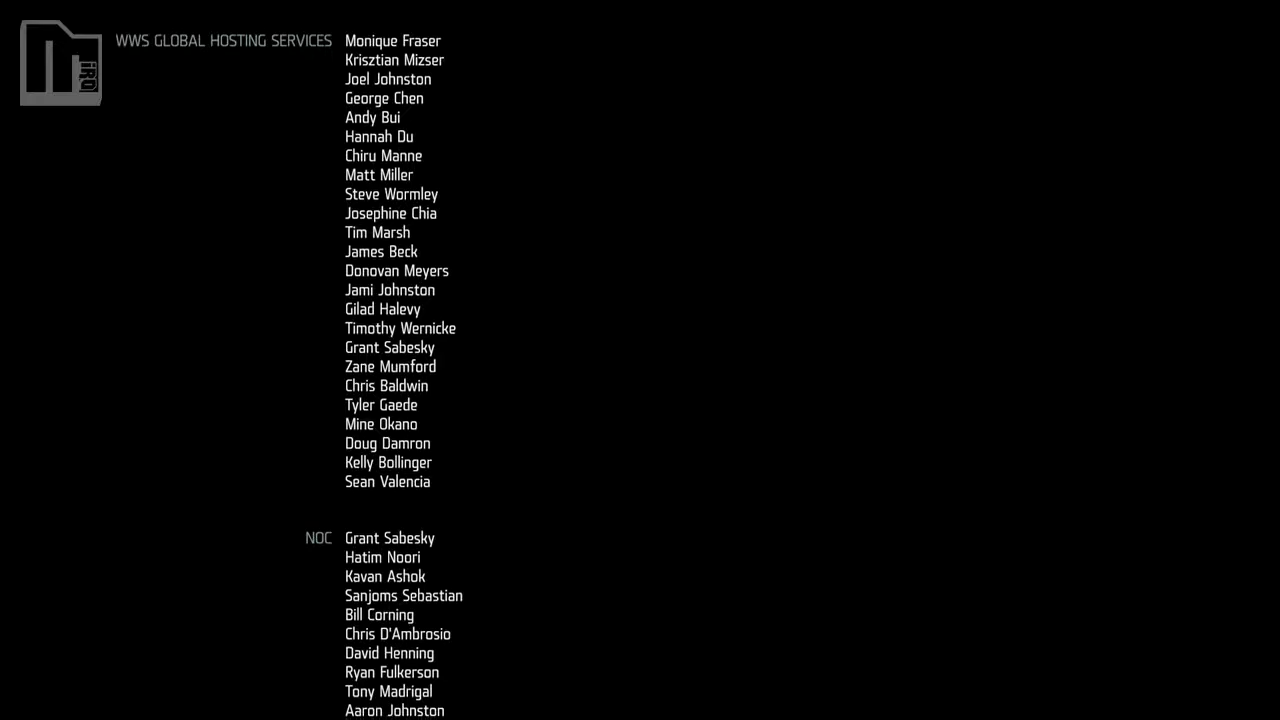 WWS GLOBAL HOSTING SERVICES Monique Fraser
Krisztian Mizser
Joel Johnston
George Chen
Andy Bui
Hannah Du
Chiru Manne
Matt Miller
Steve Wormley
Josephine Chia
Tim Marsh
James Beck
Donovan Meyers
Jami Johnston
Gilad Halevy
Timothy Wernicke
Grant Sabesky
Zane Mumford
Chris Baldwin
Tyler Gaede
Mine Okano
Doug Damron
Kelly Bollinger
Sean Valencia
NOC Grant Sabesky
Hatim Noori
Kavan Ashok
Sanjoms Sebastian
Bill Corning
Chris D'Ambrosio
David Henning
Ryan Fulkerson
Tony Madrigal
Aaron Johnston